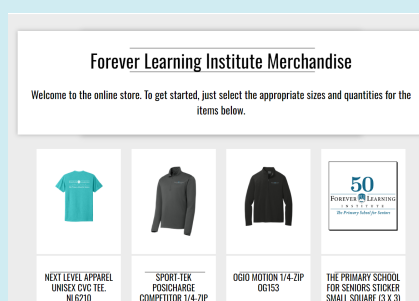 Forever Learning Institute Merchandise
Welcome to the online store. To get started, just select the appropriate sizes and quantities for the
items below.
50
FOREVER LEARNING
INSTITUTE
The Primary School for Seniors
NEXT LEVEL APPAREL
UNISEX CVC TEE.
NL6210
SPORT-TEK
POSICHARGE
COMPETITOR 1/4-ZIP
OGIO MOTION 1/4-ZIP
OG153
THE PRIMARY SCHOOL
FOR SENIORS STICKER
SMALL SQUARE (3 X 3)